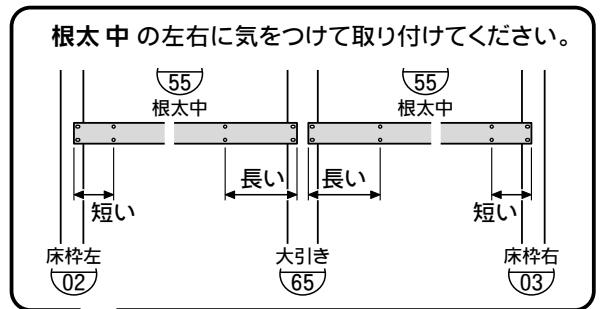 根太中 の左右に気をつけて取り付けてください。
55 55
根太中 根太中
長い 長い
短い 短い
床枠左 大引き 床枠右
02 65 03